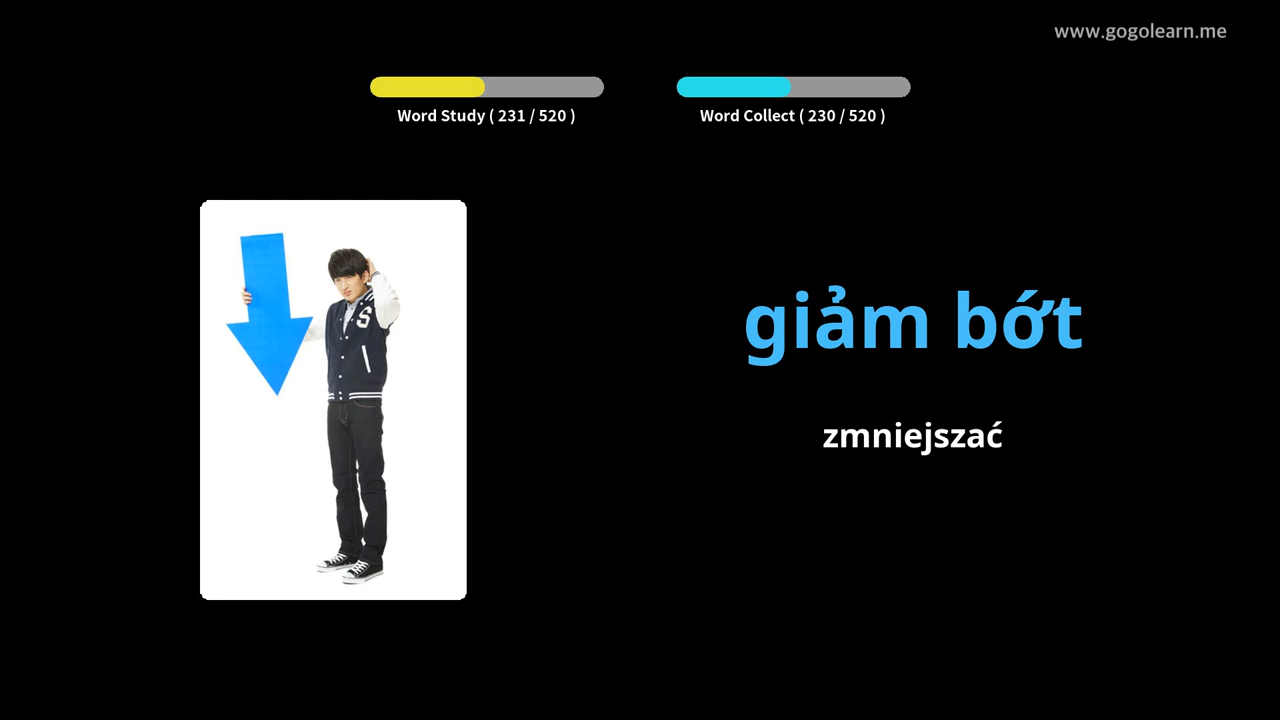 www.gogolearn.me
Word Study ( 231 / 520 )
Word Collect ( 230 / 520 )
S
giảm bớt
zmniejszać